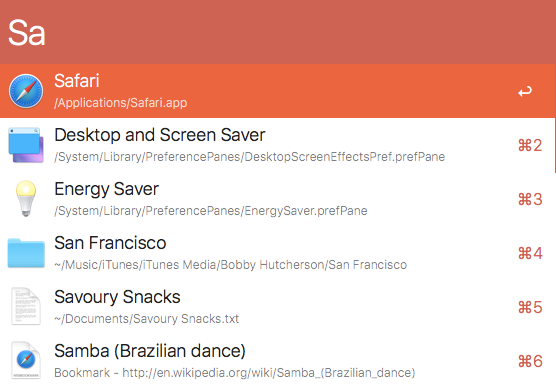 Sa
Safari
/Applications/Safari.app
↩
Desktop and Screen Saver
/System/Library/PreferencePanes/DesktopScreenEffectsPref.prefPane
⌘2
Energy Saver
/System/Library/PreferencePanes/EnergySaver.prefPane
⌘3
San Francisco
~/Music/iTunes/iTunes Media/Bobby Hutcherson/San Francisco
⌘4
Savoury Snacks
~/Documents/Savoury Snacks.txt
⌘5
Samba (Brazilian dance)
Bookmark - http://en.wikipedia.org/wiki/Samba_(Brazilian_dance)
⌘6